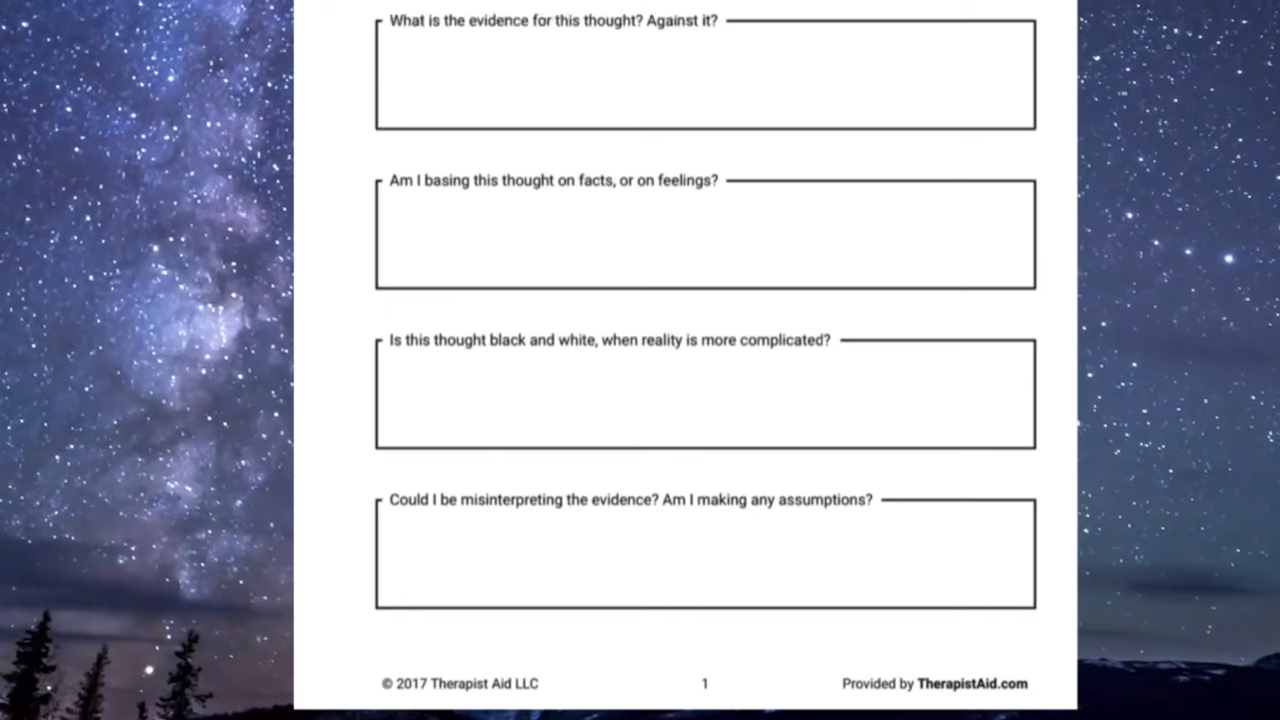 What is the evidence for this thought? Against it?
Am I basing this thought on facts, or on feelings?
Is this thought black and white, when reality is more complicated?
Could I be misinterpreting the evidence? Am I making any assumptions?
© 2017 Therapist Aid LLC 1 Provided by TherapistAid.com